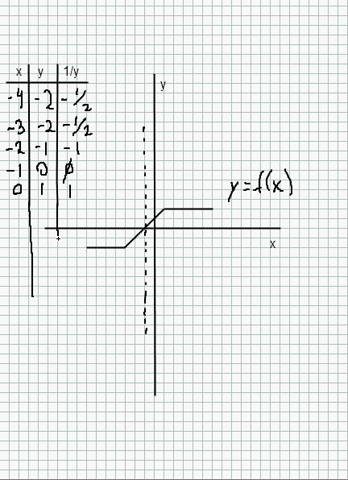 x y 1/y
-4 -2 -1/2
-3 -2 -1/2
-2 -1 -1
-1 0 ∅
0 1 1
y
y=f(x)
x